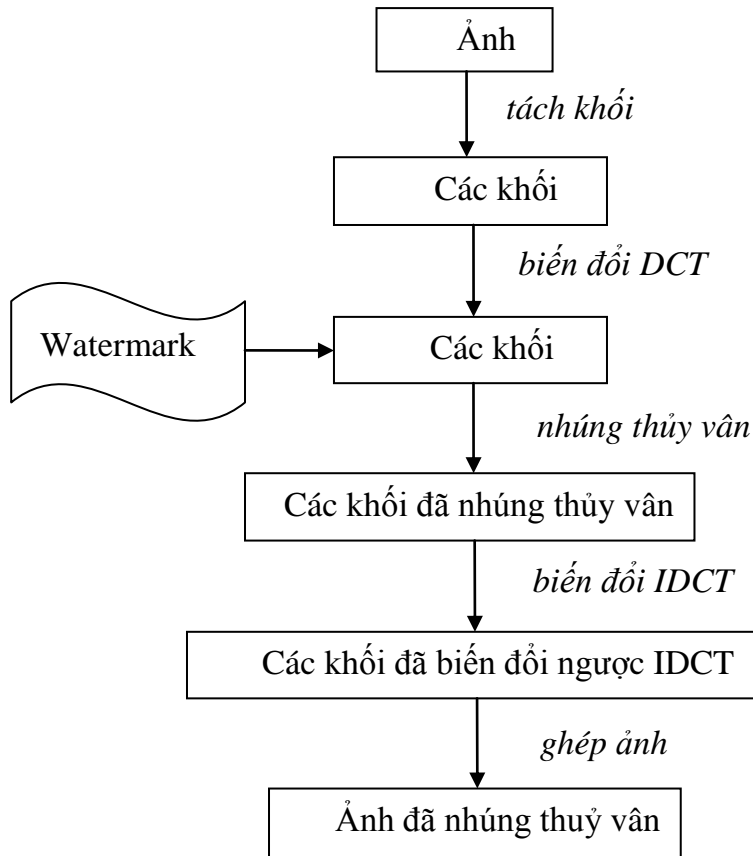 Ảnh
tách khối
Các khối
biến đổi DCT
Watermark
Các khối
nhúng thủy vân
Các khối đã nhúng thủy vân
biến đổi IDCT
Các khối đã biến đổi ngược IDCT
ghép ảnh
Ảnh đã nhúng thuỷ vân